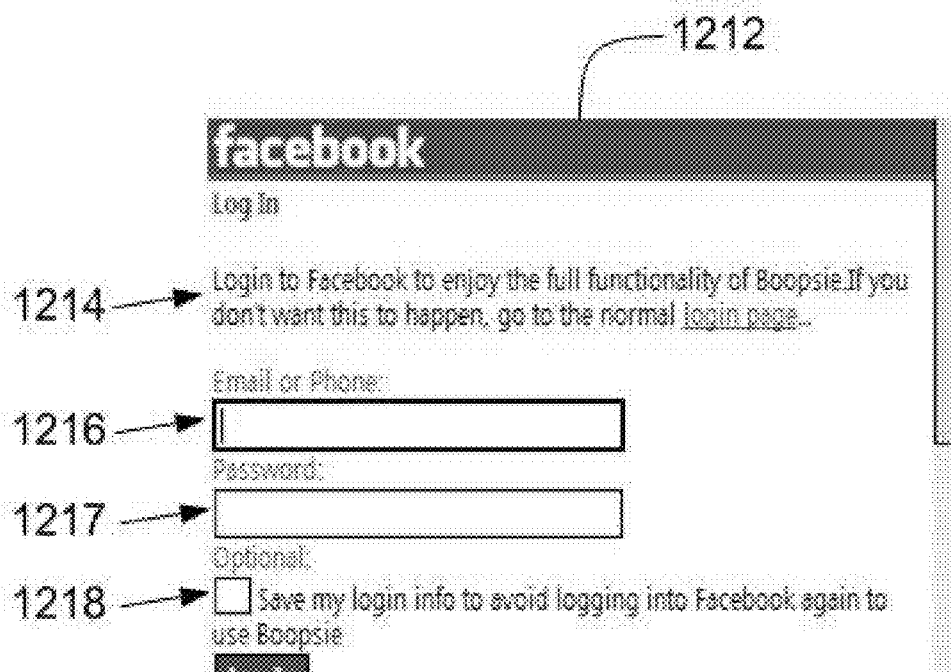 1212
facebook
Log In
1214
Login to Facebook to enjoy the full functionality of Boopsie.If you
don't want this to happen, go to the normal login page...
Email or Phone:
1216
Password:
1217
Optional:
1218
Save my login info to avoid logging into Facebook again to
use Boopsie